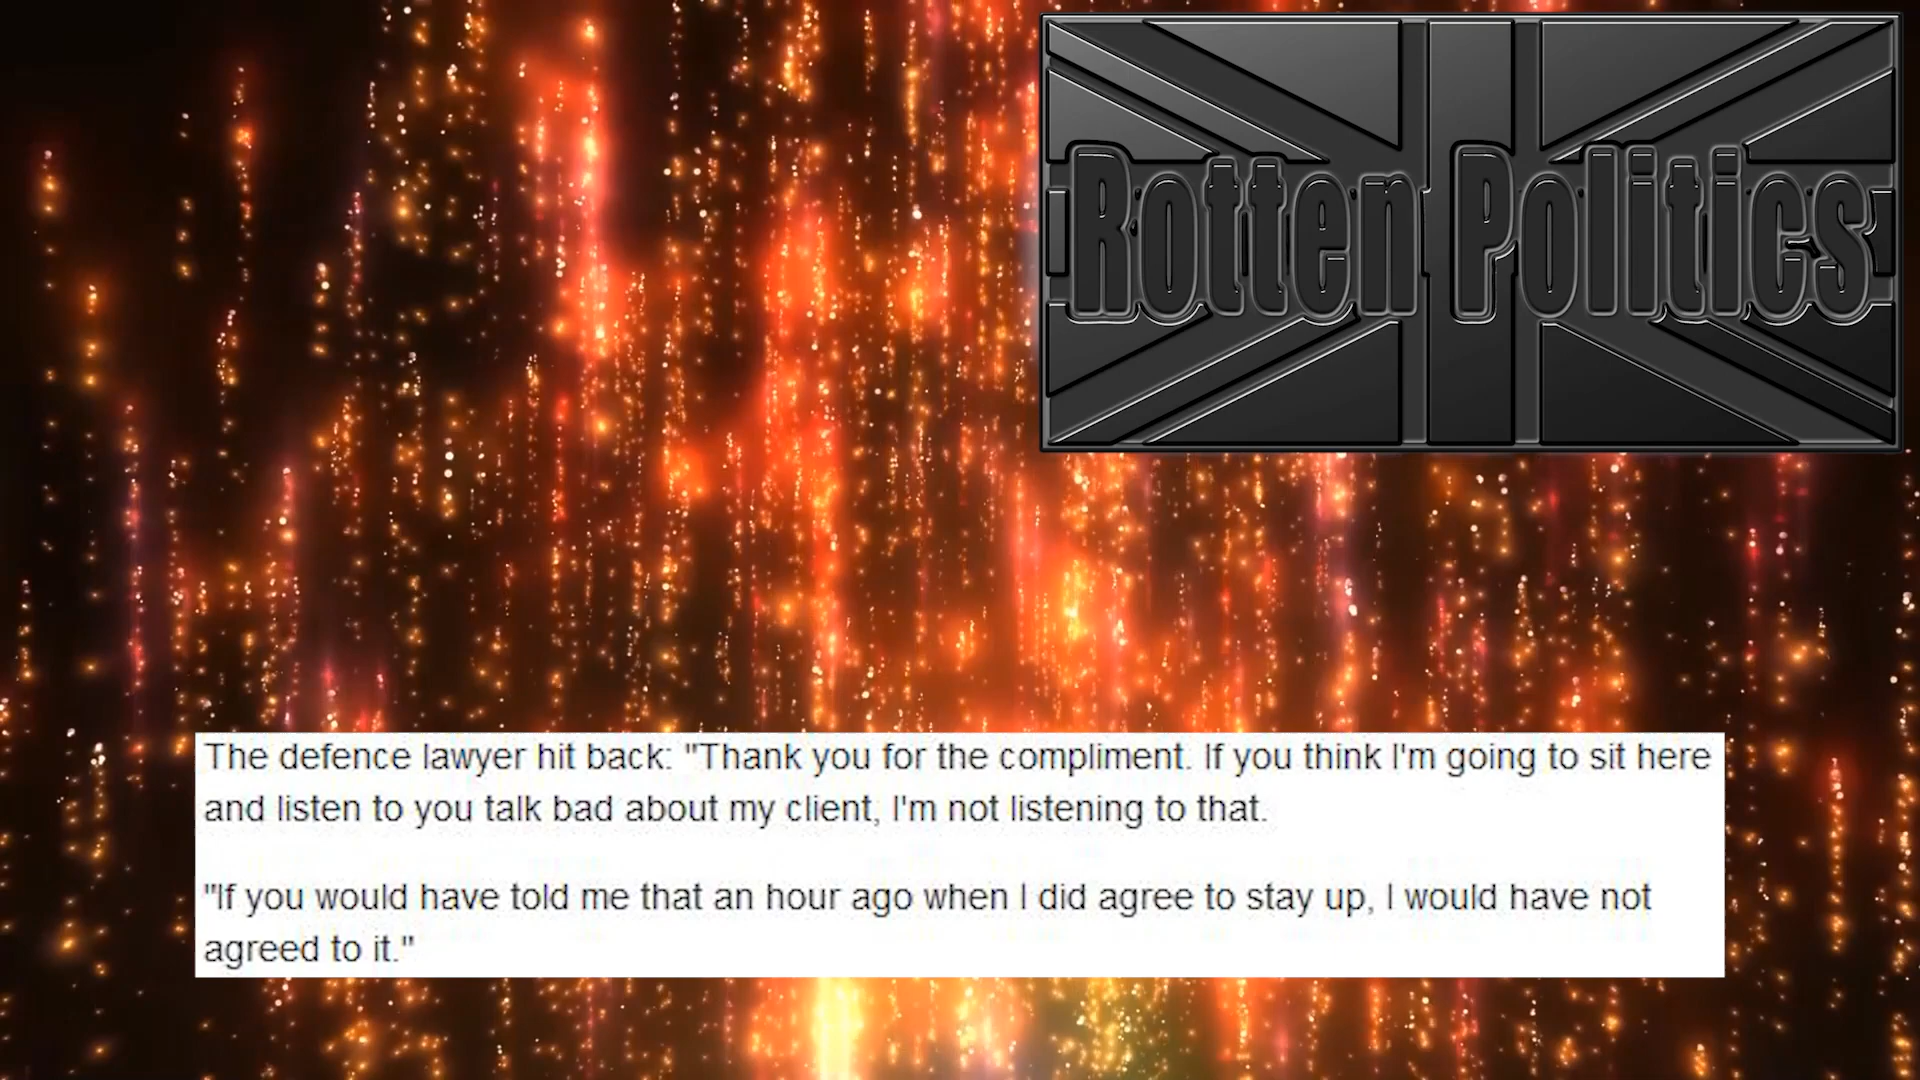 Rotten Politics
The defence lawyer hit back: "Thank you for the compliment. If you think I'm going to sit here
and listen to you talk bad about my client, I'm not listening to that.
"If you would have told me that an hour ago when I did agree to stay up, I would have not
agreed to it."